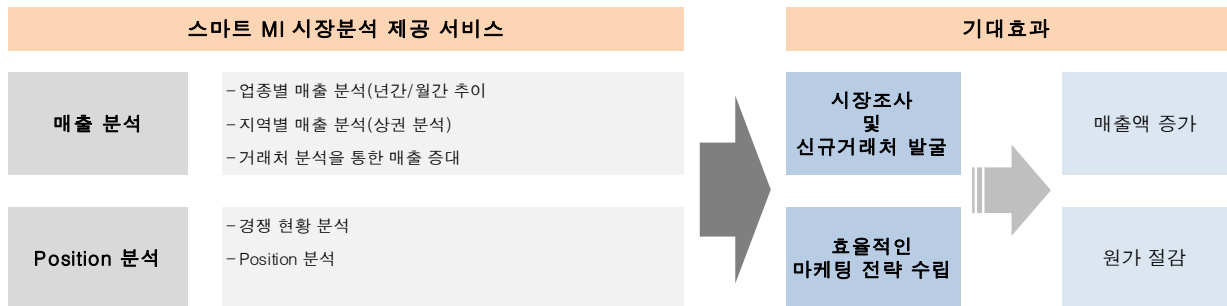 스마트 MI 시장분석 제공 서비스
기대효과
매출 분석
– 업종별 매출 분석(년간/월간 추이
– 지역별 매출 분석(상권 분석)
– 거래처 분석을 통한 매출 증대
시장조사
및
신규거래처 발굴
매출액 증가
Position 분석
– 경쟁 현황 분석
– Position 분석
효율적인
마케팅 전략 수립
원가 절감